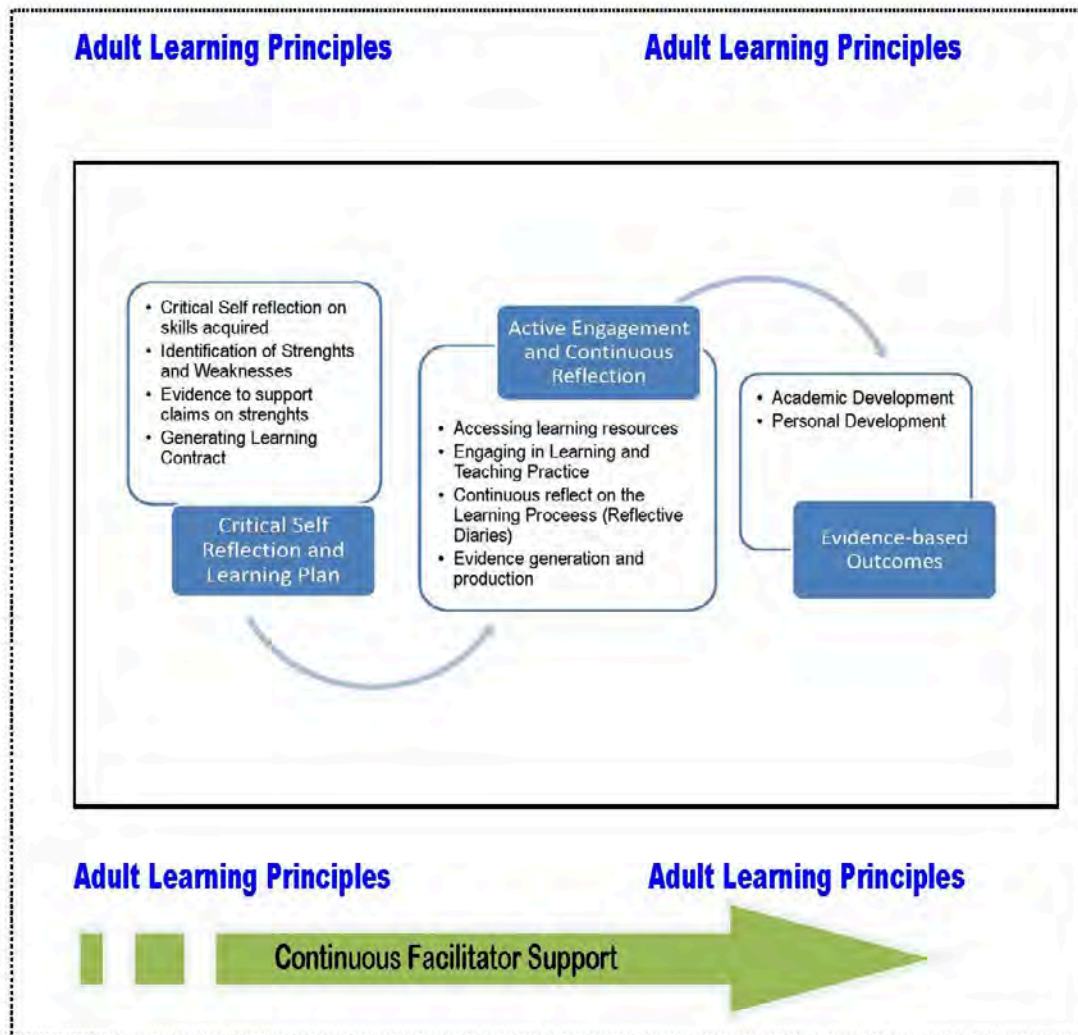 Adult Learning Principles
Adult Learning Principles
• Critical Self reflection on
skills acquired
• Identification of Strenghts
and Weaknesses
• Evidence to support
claims on strenghts
• Generating Learning
Contract
Critical Self
Reflection and
Learning Plan
Active Engagement
and Continuous
Reflection
• Accessing learning resources
• Engaging in Learning and
Teaching Practice
• Continuous reflect on the
Learning Proceess (Reflective
Diaries)
• Evidence generation and
production
• Academic Development
• Personal Development
Evidence-based
Outcomes
Adult Learning Principles
Adult Learning Principles
Continuous Facilitator Support